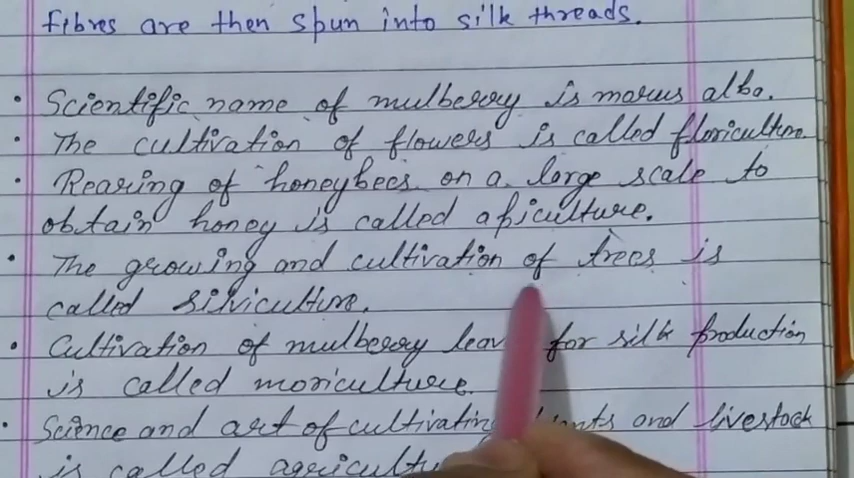 fibres are then spun into silk threads.
• Scientific name of mulberry is morus alba.
• The cultivation of flowers is called floriculture.
• Rearing of honeybees on a large scale to
obtain honey is called apiculture.
• The growing and cultivation of trees is
called silviculture.
• Cultivation of mulberry for silk production
is called moriculture.
• Science and art of cultivating and livestock
is called